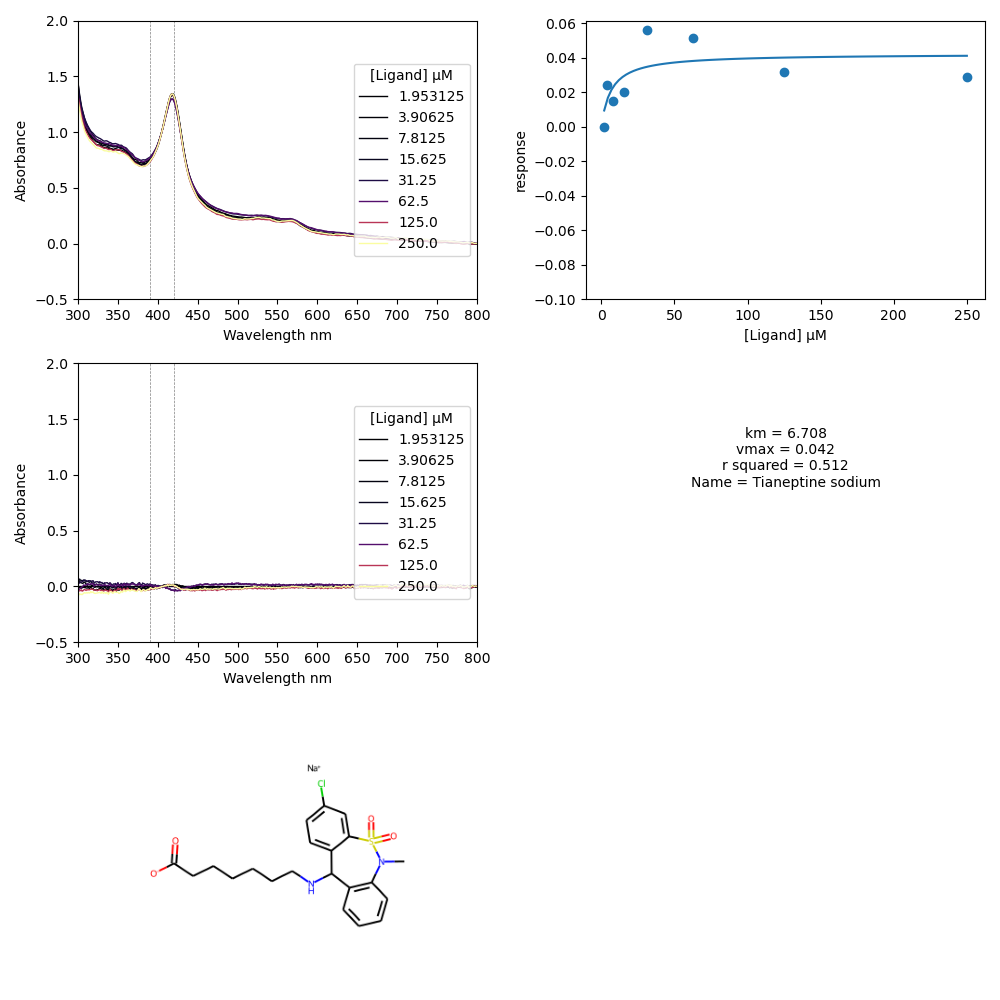 2.0
1.5
1.0
0.5
0.0
−0.5
Absorbance
300 350 400 450 500 550 600 650 700 750 800
Wavelength nm
[Ligand] µM
1.953125
3.90625
7.8125
15.625
31.25
62.5
125.0
250.0
0.06
0.04
0.02
0.00
−0.02
−0.04
−0.06
−0.08
−0.10
response
0 50 100 150 200 250
[Ligand] µM
2.0
1.5
1.0
0.5
0.0
−0.5
Absorbance
300 350 400 450 500 550 600 650 700 750 800
Wavelength nm
[Ligand] µM
1.953125
3.90625
7.8125
15.625
31.25
62.5
125.0
250.0
km = 6.708
vmax = 0.042
r squared = 0.512
Name = Tianeptine sodium
Na⁺
Cl
O
O
S
O
O
N
N
H